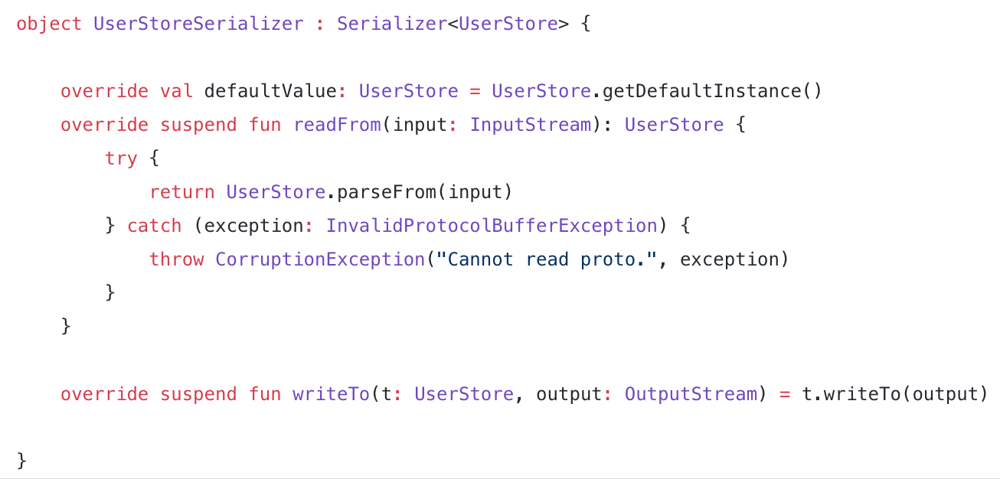 object UserStoreSerializer : Serializer<UserStore> {
    override val defaultValue: UserStore = UserStore.getDefaultInstance()
    override suspend fun readFrom(input: InputStream): UserStore {
        try {
            return UserStore.parseFrom(input)
        } catch (exception: InvalidProtocolBufferException) {
            throw CorruptionException("Cannot read proto.", exception)
        }
    }
    override suspend fun writeTo(t: UserStore, output: OutputStream) = t.writeTo(output)
}